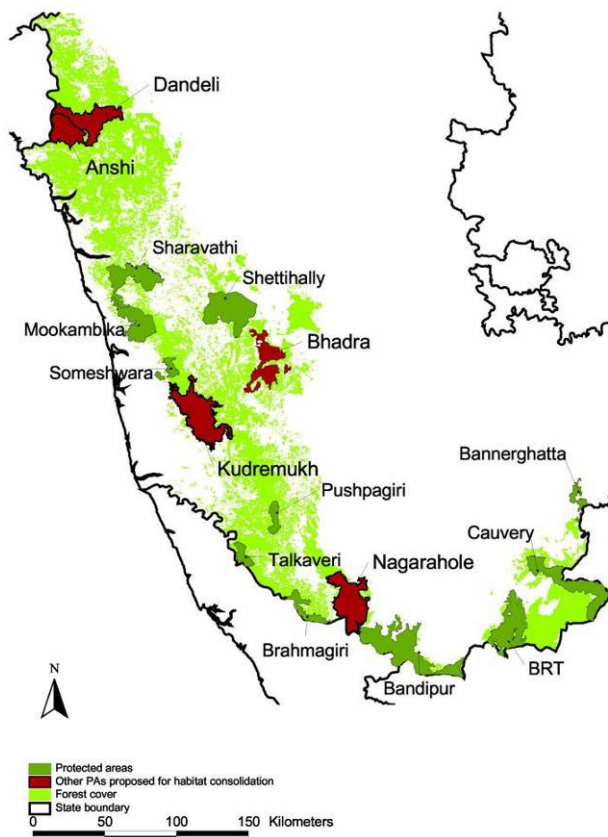 Dandeli
Anshi
Sharavathi
Shettihally
Mookambika
Bhadra
Someshwara
Kudremukh
Bannerghatta
Pushpagiri
Cauvery
Talkaveri
Nagarahole
Brahmagiri
BRT
Bandipur
N
Protected areas
Other PAs proposed for habitat consolidation
Forest cover
State boundary
0 50 100 150 Kilometers